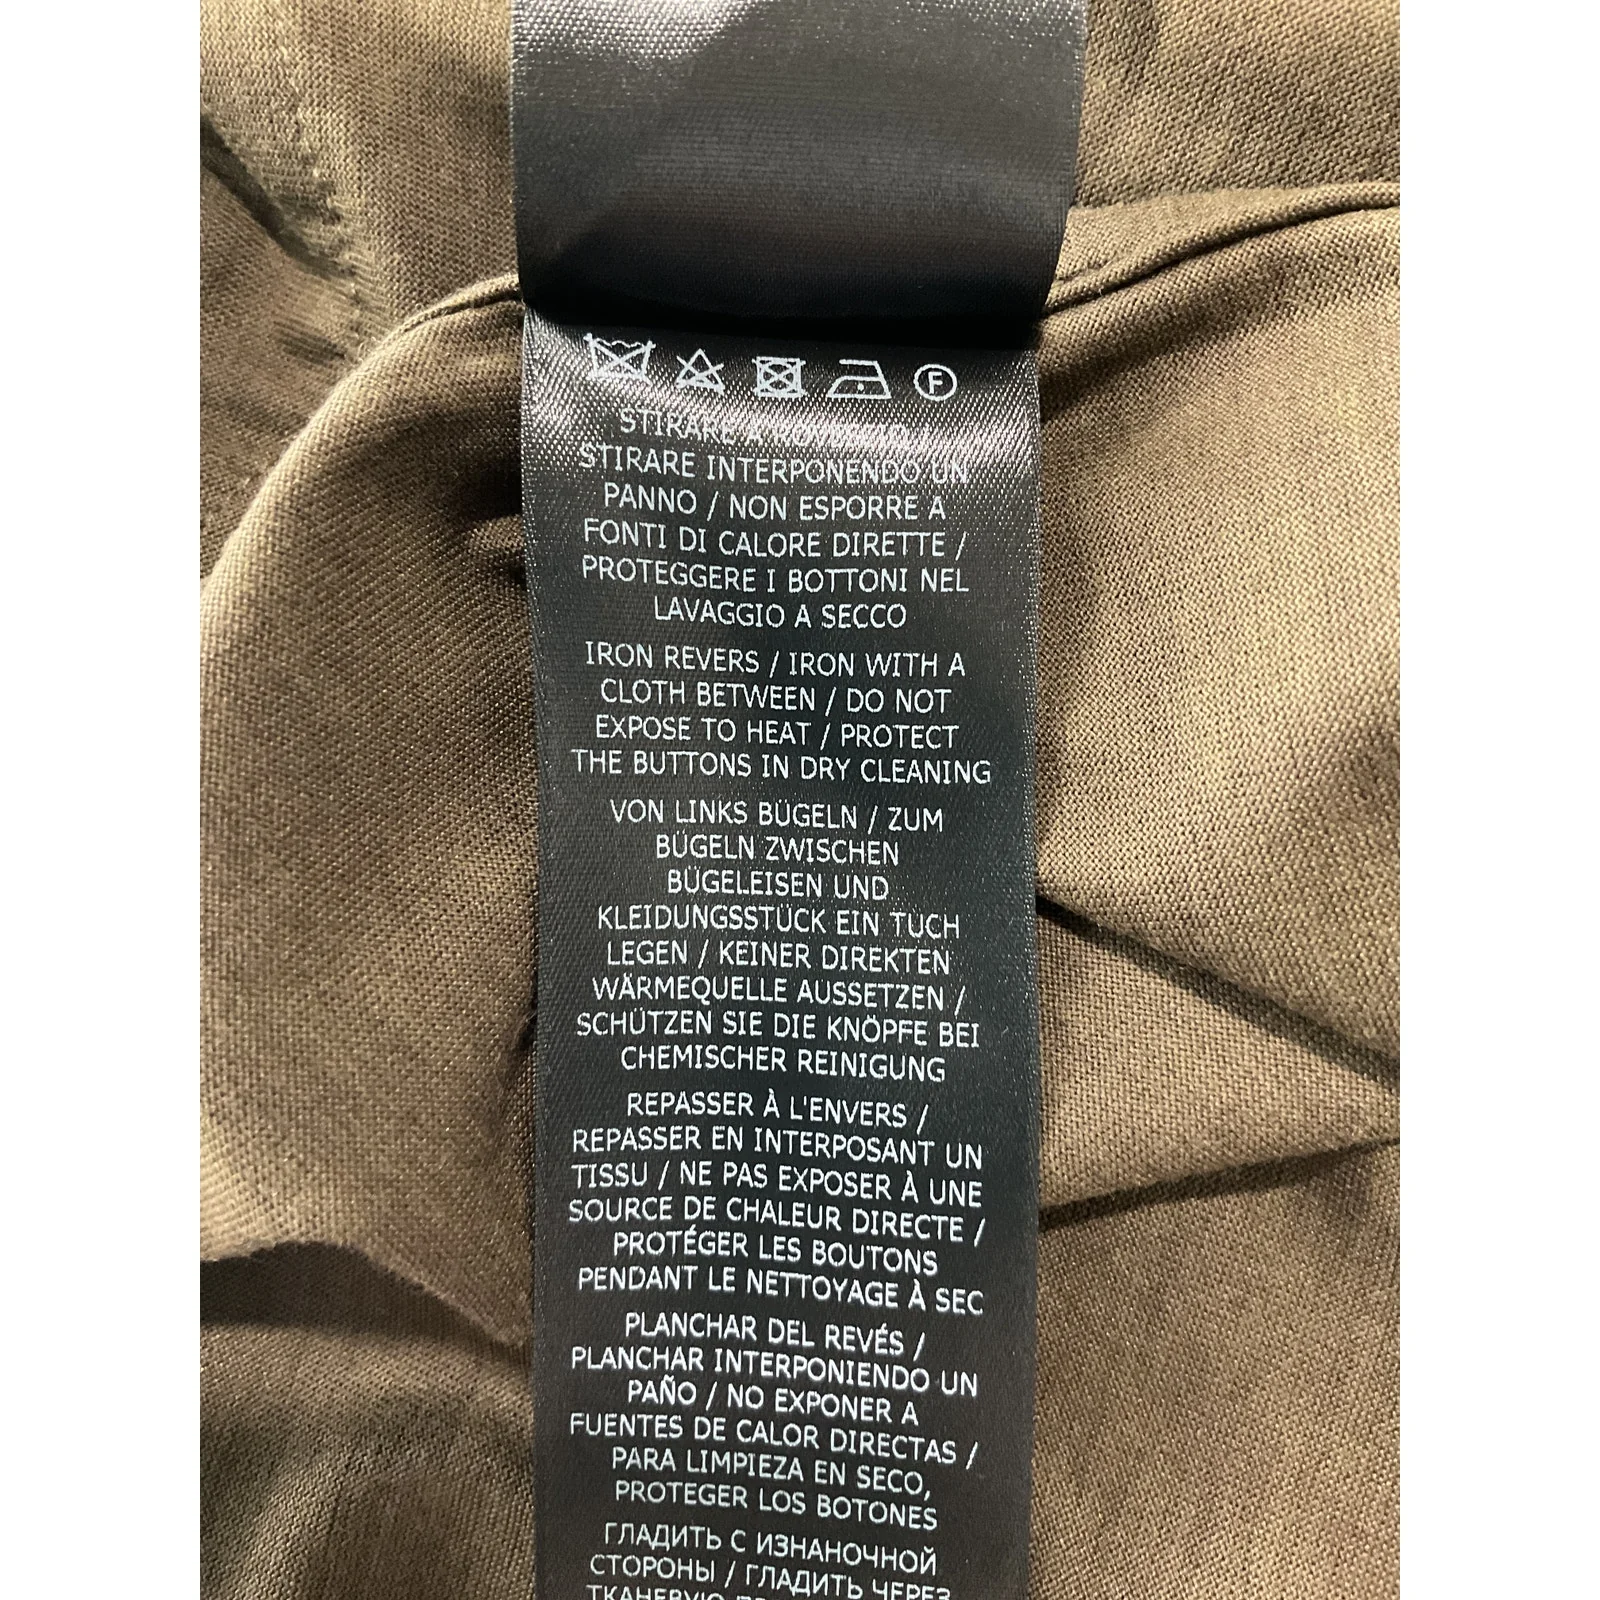 F
STIRARE A ROVESCIO /
STIRARE INTERPONENDO UN
PANNO / NON ESPORRE A
FONTI DI CALORE DIRETTE /
PROTEGGERE I BOTTONI NEL
LAVAGGIO A SECCO
IRON REVERS / IRON WITH A
CLOTH BETWEEN / DO NOT
EXPOSE TO HEAT / PROTECT
THE BUTTONS IN DRY CLEANING
VON LINKS BÜGELN / ZUM
BÜGELN ZWISCHEN
BÜGELEISEN UND
KLEIDUNGSSTÜCK EIN TUCH
LEGEN / KEINER DIREKTEN
WÄRMEQUELLE AUSSETZEN /
SCHÜTZEN SIE DIE KNÖPFE BEI
CHEMISCHER REINIGUNG
REPASSER À L'ENVERS /
REPASSER EN INTERPOSANT UN
TISSU / NE PAS EXPOSER À UNE
SOURCE DE CHALEUR DIRECTE /
PROTÉGER LES BOUTONS
PENDANT LE NETTOYAGE À SEC
PLANCHAR DEL REVÉS /
PLANCHAR INTERPONIENDO UN
PAÑO / NO EXPONER A
FUENTES DE CALOR DIRECTAS /
PARA LIMPIEZA EN SECO,
PROTEGER LOS BOTONES
ГЛАДИТЬ С ИЗНАНОЧНОЙ
СТОРОНЫ / ГЛАДИТЬ ЧЕРЕЗ
ТКАНЕВУЮ